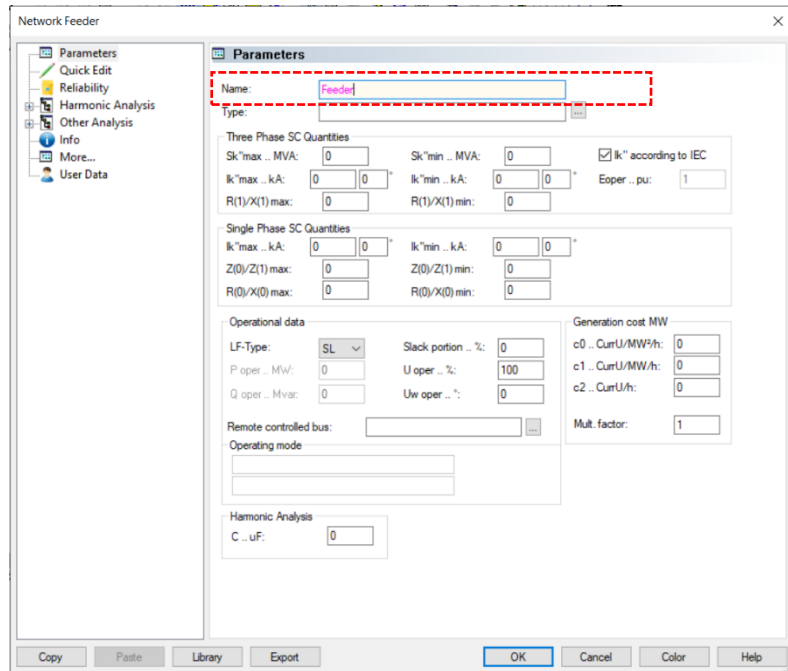 Network Feeder
Parameters
Quick Edit
Reliability
Harmonic Analysis
Other Analysis
Info
More...
User Data
Parameters
Name: Feeder
Type: ...
Three Phase SC Quantities
Sk"max .. MVA: 0 Sk"min .. MVA: 0 Ik" according to IEC
Ik"max .. kA: 0 0 ° Ik"min .. kA: 0 0 ° Eoper .. pu: 1
R(1)/X(1) max: 0 R(1)/X(1) min: 0
Single Phase SC Quantities
Ik"max .. kA: 0 0 ° Ik"min .. kA: 0 0 °
Z(0)/Z(1) max: 0 Z(0)/Z(1) min: 0
R(0)/X(0) max: 0 R(0)/X(0) min: 0
Operational data
LF-Type: SL Slack portion .. %: 0
P oper .. MW: 0 U oper .. %: 100
Q oper .. Mvar: 0 Uw oper .. °: 0
Remote controlled bus: ...
Operating mode
Generation cost MW
c0 .. CurrU/MW²/h: 0
c1 .. CurrU/MW/h: 0
c2 .. CurrU/h: 0
Mult. factor: 1
Harmonic Analysis
C .. uF: 0
Copy Paste Library Export OK Cancel Color Help